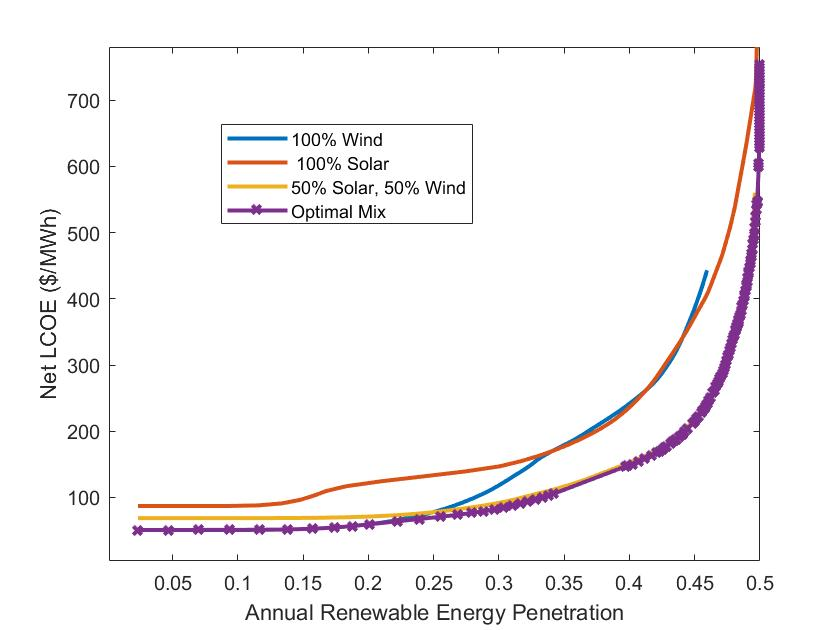 Net LCOE ($/MWh)
700
600
500
400
300
200
100
100% Wind
100% Solar
50% Solar, 50% Wind
Optimal Mix
0.05 0.1 0.15 0.2 0.25 0.3 0.35 0.4 0.45 0.5
Annual Renewable Energy Penetration